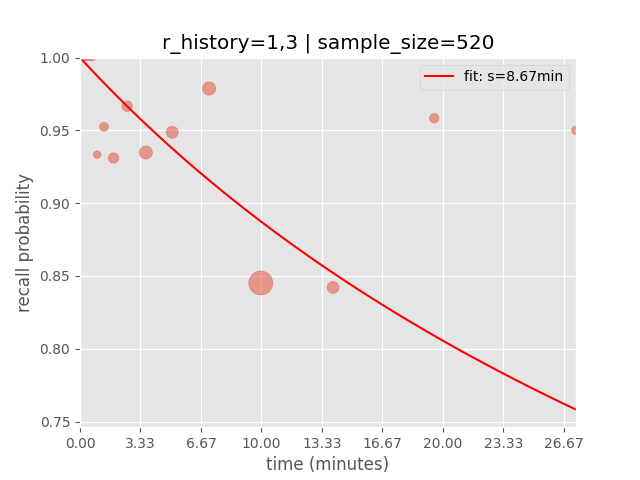 r_history=1,3 | sample_size=520
fit: s=8.67min
1.00
0.95
0.90
0.85
0.80
0.75
recall probability
0.00 3.33 6.67 10.00 13.33 16.67 20.00 23.33 26.67
time (minutes)